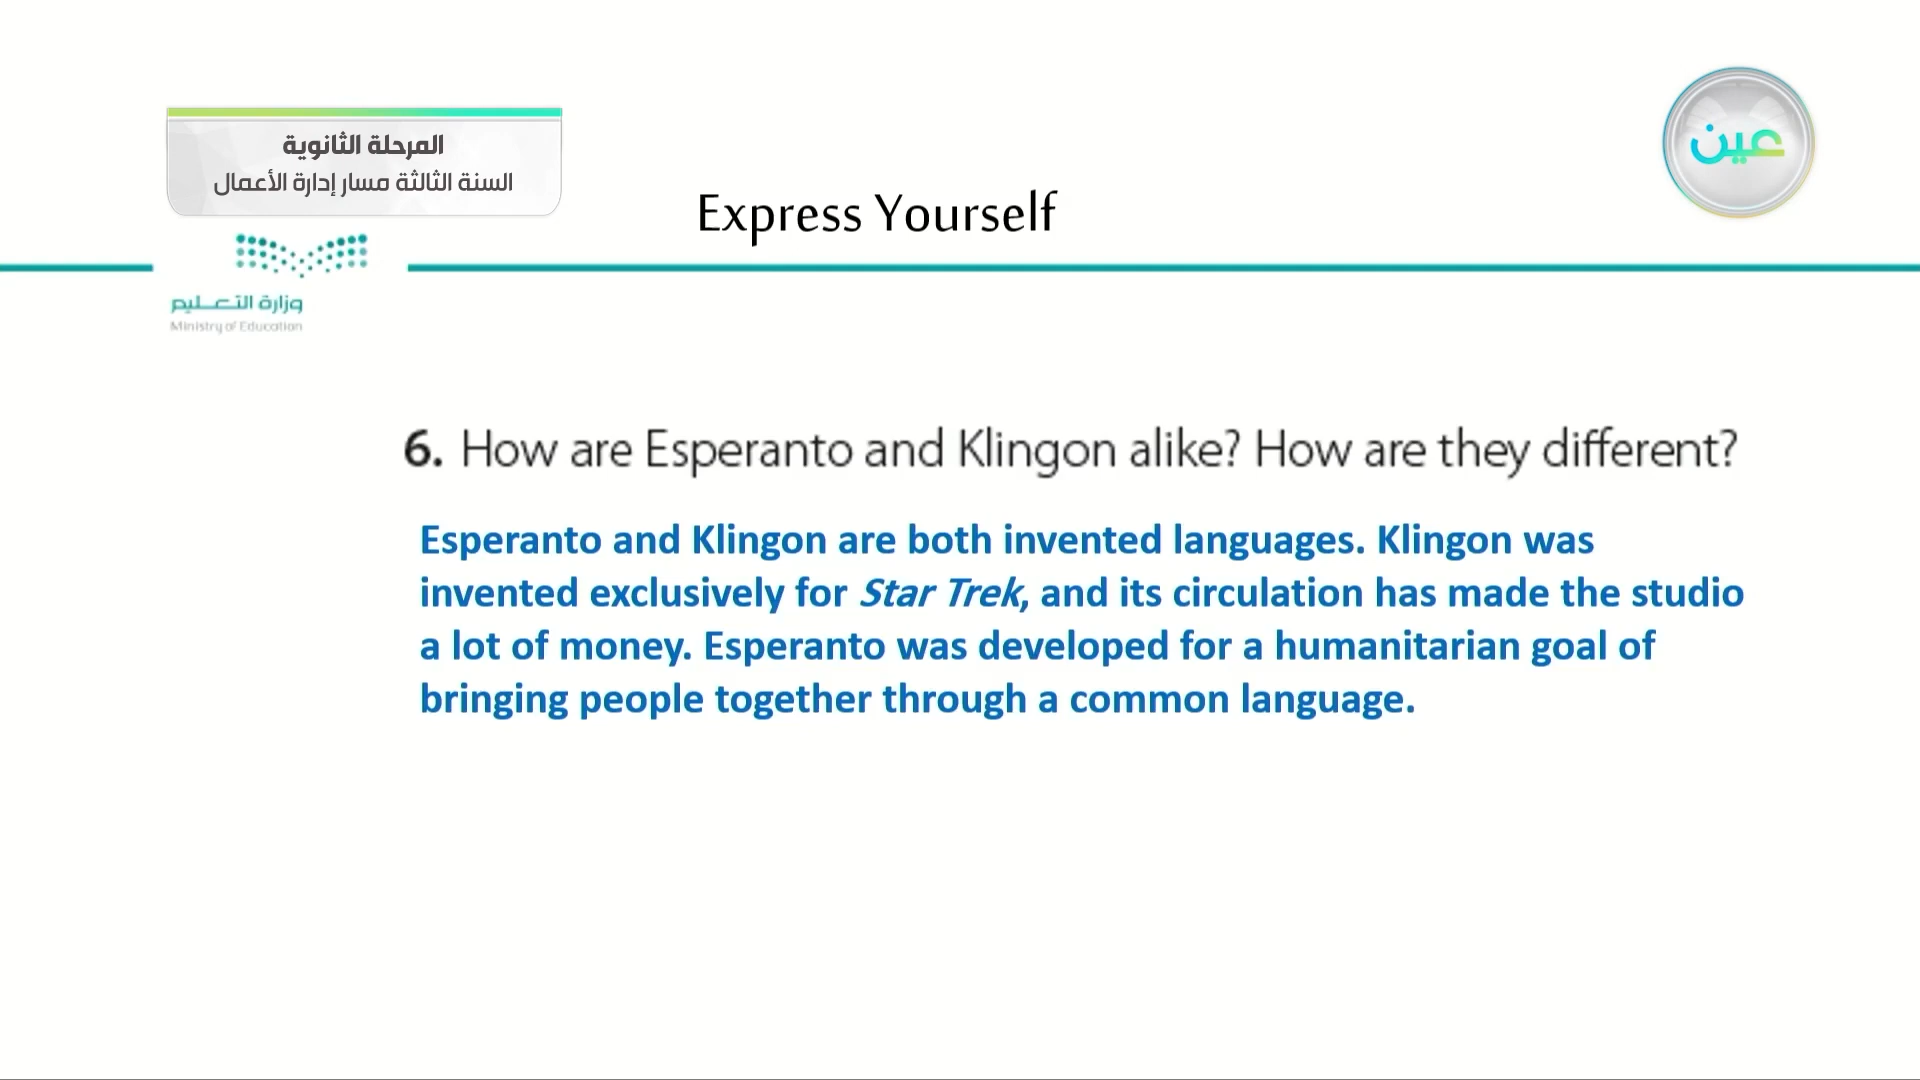 المرحلة الثانوية
السنة الثالثة مسار إدارة الأعمال
عين
Express Yourself
وزارة التعليم
Ministry of Education
6. How are Esperanto and Klingon alike? How are they different?
Esperanto and Klingon are both invented languages. Klingon was
invented exclusively for Star Trek, and its circulation has made the studio
a lot of money. Esperanto was developed for a humanitarian goal of
bringing people together through a common language.